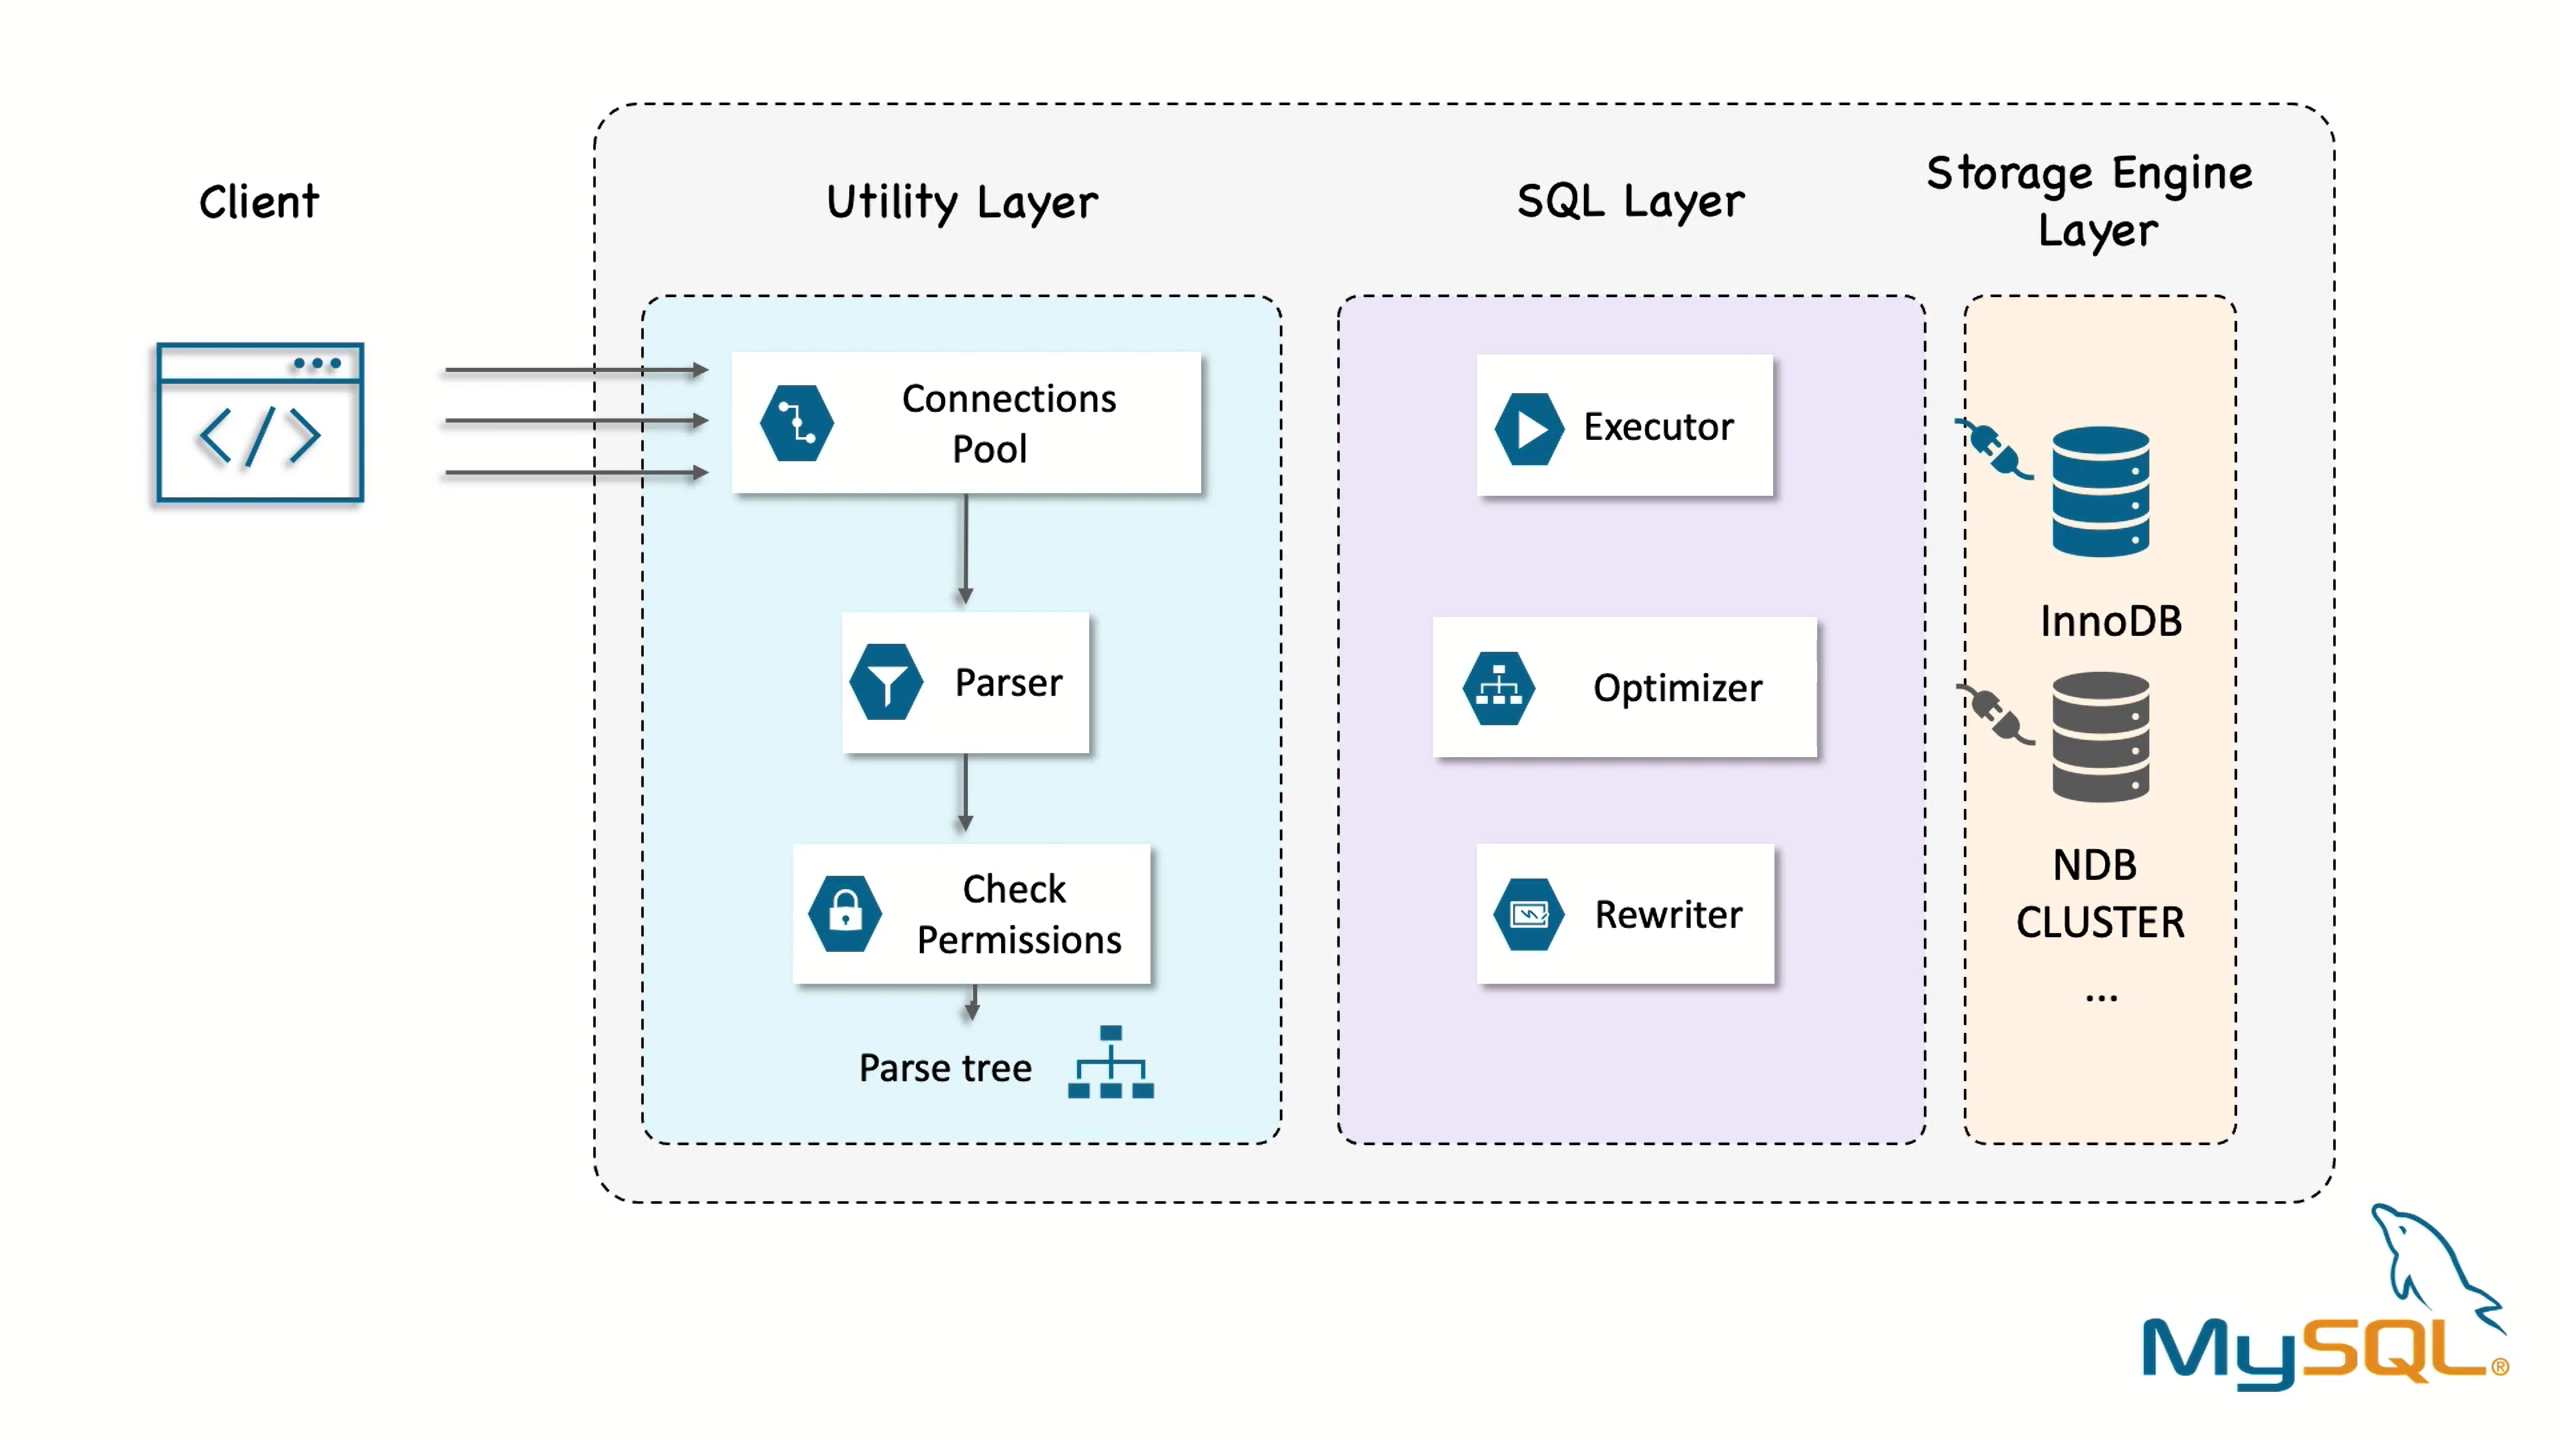 Client
Utility Layer
SQL Layer
Storage Engine
Layer
</>
Connections
Pool
Parser
Check
Permissions
Parse tree
Executor
Optimizer
Rewriter
InnoDB
NDB
CLUSTER
...
MySQL®